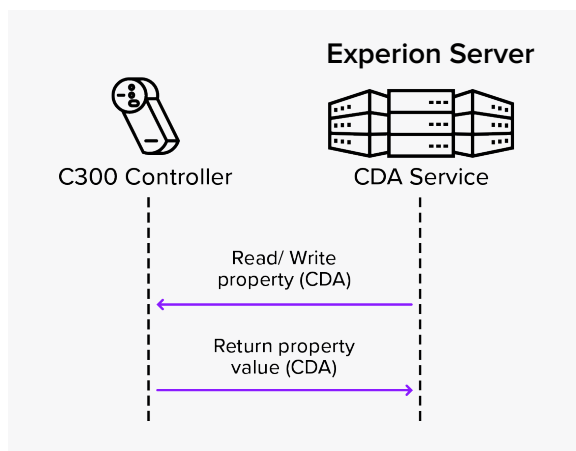 Experion Server
C300 Controller
CDA Service
Read/ Write
property (CDA)
Return property
value (CDA)